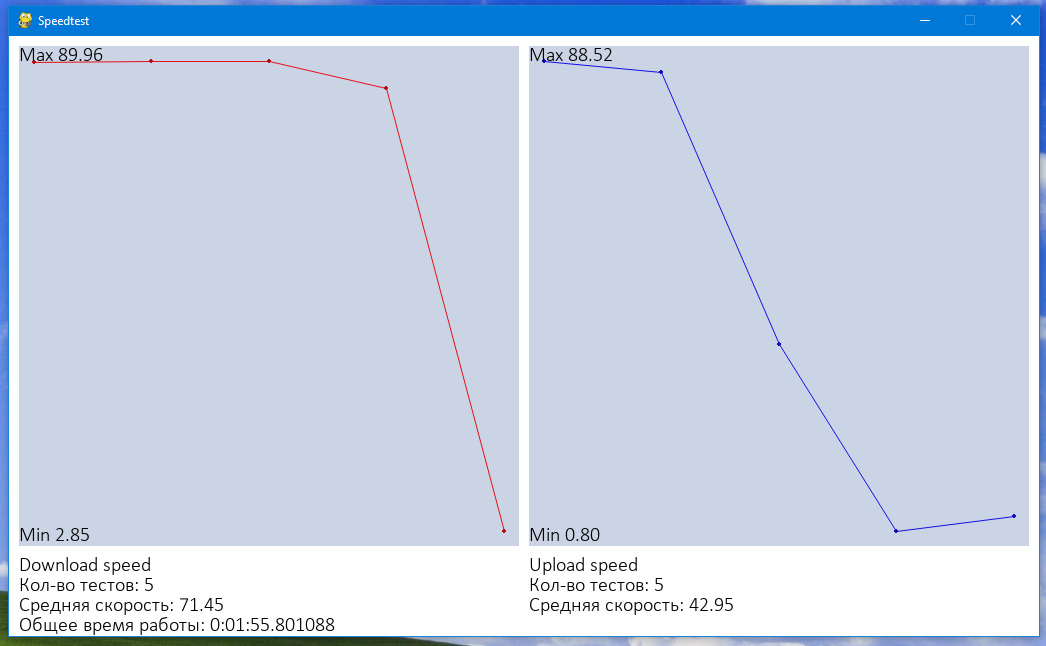 Speedtest
Max 89.96
Min 2.85
Download speed
Кол-во тестов: 5
Средняя скорость: 71.45
Общее время работы: 0:01:55.801088
Max 88.52
Min 0.80
Upload speed
Кол-во тестов: 5
Средняя скорость: 42.95